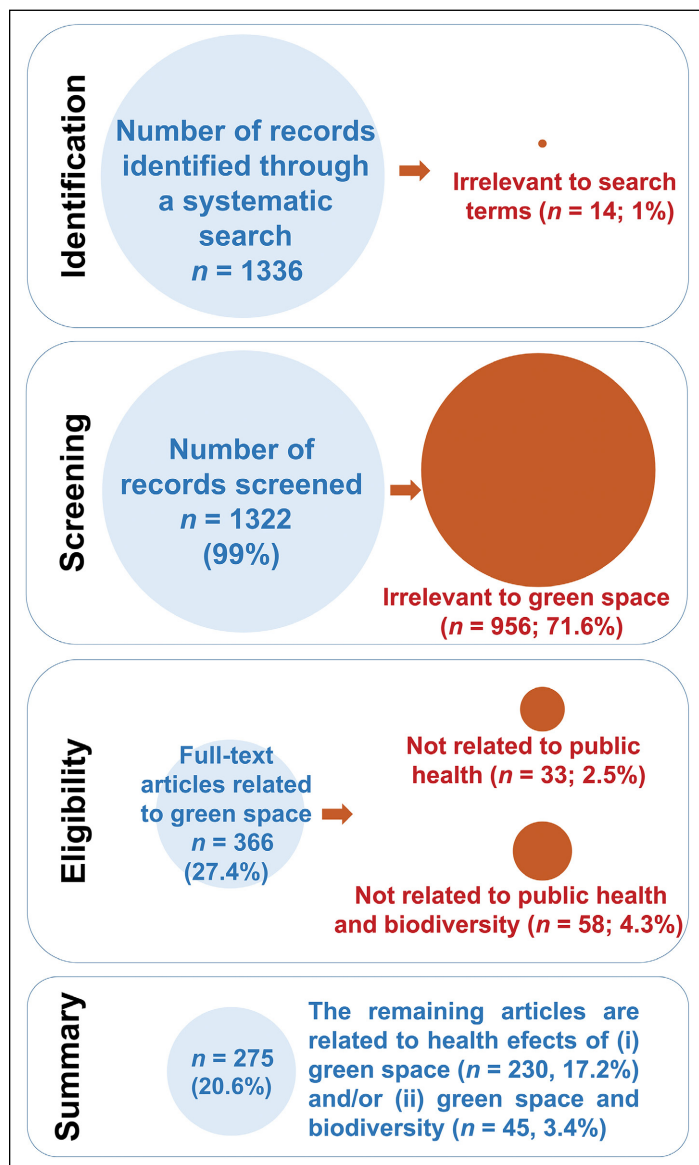 Identification
Number of records
identified through
a systematic
search
n = 1336
Irrelevant to search
terms (n = 14; 1%)
Screening
Number of
records screened
n = 1322
(99%)
Irrelevant to green space
(n = 956; 71.6%)
Eligibility
Full-text
articles related
to green space
n = 366
(27.4%)
Not related to public
health (n = 33; 2.5%)
Not related to public health
and biodiversity (n = 58; 4.3%)
Summary
n = 275
(20.6%)
The remaining articles are
related to health efects of (i)
green space (n = 230, 17.2%)
and/or (ii) green space and
biodiversity (n = 45, 3.4%)